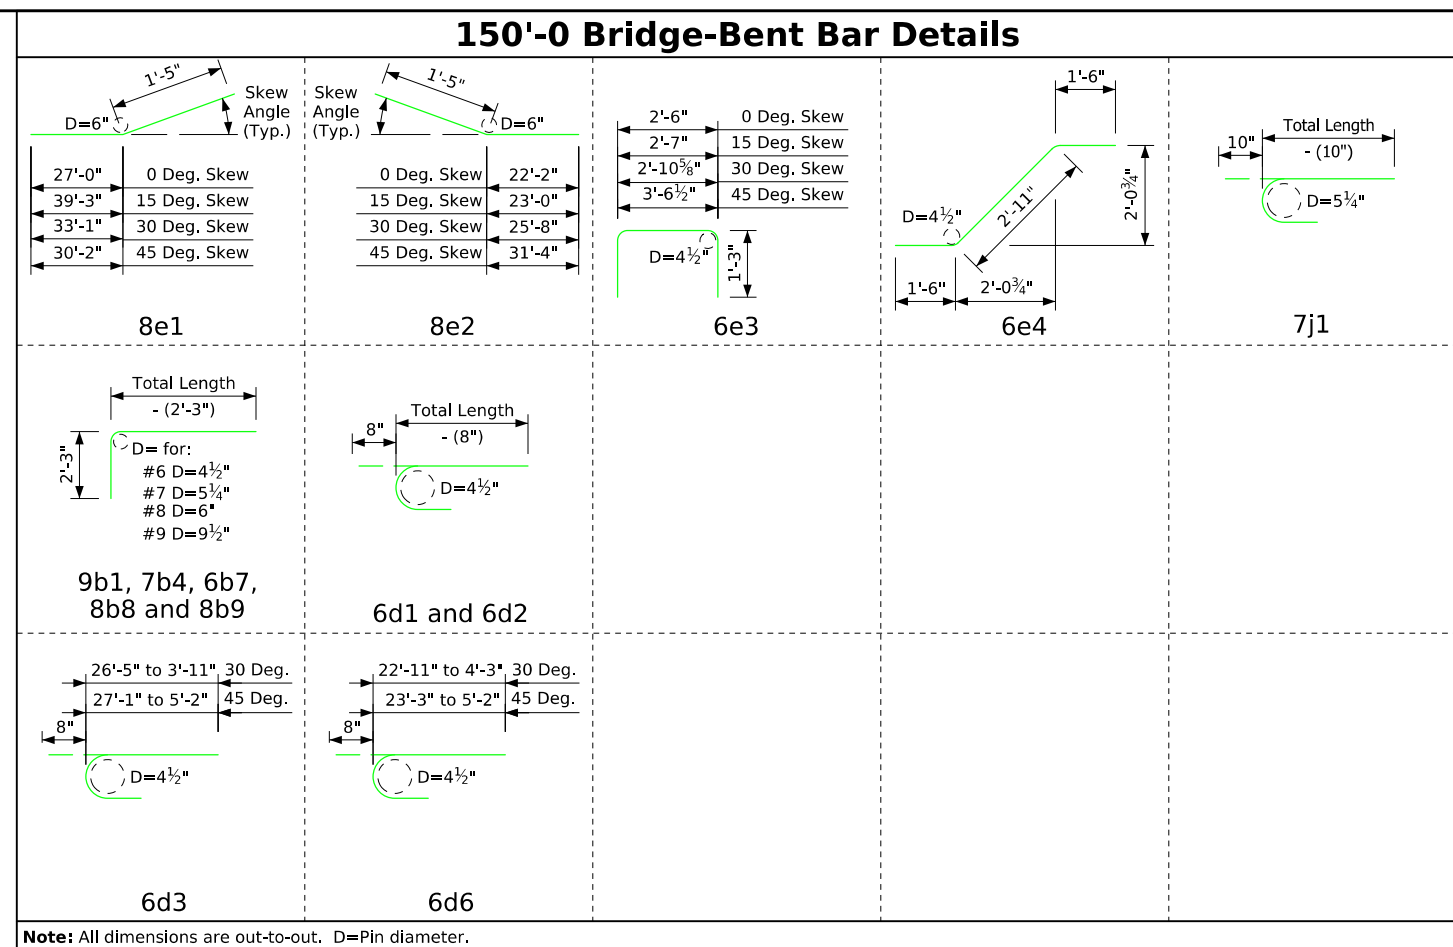 150'-0 Bridge-Bent Bar Details
1'-5"
Skew
Angle
(Typ.)
D=6"
27'-0" 0 Deg. Skew
39'-3" 15 Deg. Skew
33'-1" 30 Deg. Skew
30'-2" 45 Deg. Skew
8e1
1'-5"
Skew
Angle
(Typ.)
D=6"
0 Deg. Skew 22'-2"
15 Deg. Skew 23'-0"
30 Deg. Skew 25'-8"
45 Deg. Skew 31'-4"
8e2
2'-6" 0 Deg. Skew
2'-7" 15 Deg. Skew
2'-10⅝" 30 Deg. Skew
3'-6½" 45 Deg. Skew
D=4½"
1'-3"
6e3
1'-6"
D=4½"
2'-11"
2'-0¾"
1'-6"
2'-0¾"
6e4
10"
Total Length
- (10")
D=5¼"
7j1
Total Length
- (2'-3")
2'-3"
D= for:
#6 D=4½"
#7 D=5¼"
#8 D=6"
#9 D=9½"
9b1, 7b4, 6b7,
8b8 and 8b9
8"
Total Length
- (8")
D=4½"
6d1 and 6d2
26'-5" to 3'-11" 30 Deg.
27'-1" to 5'-2" 45 Deg.
8"
D=4½"
6d3
22'-11" to 4'-3" 30 Deg.
23'-3" to 5'-2" 45 Deg.
8"
D=4½"
6d6
Note: All dimensions are out-to-out. D=Pin diameter.